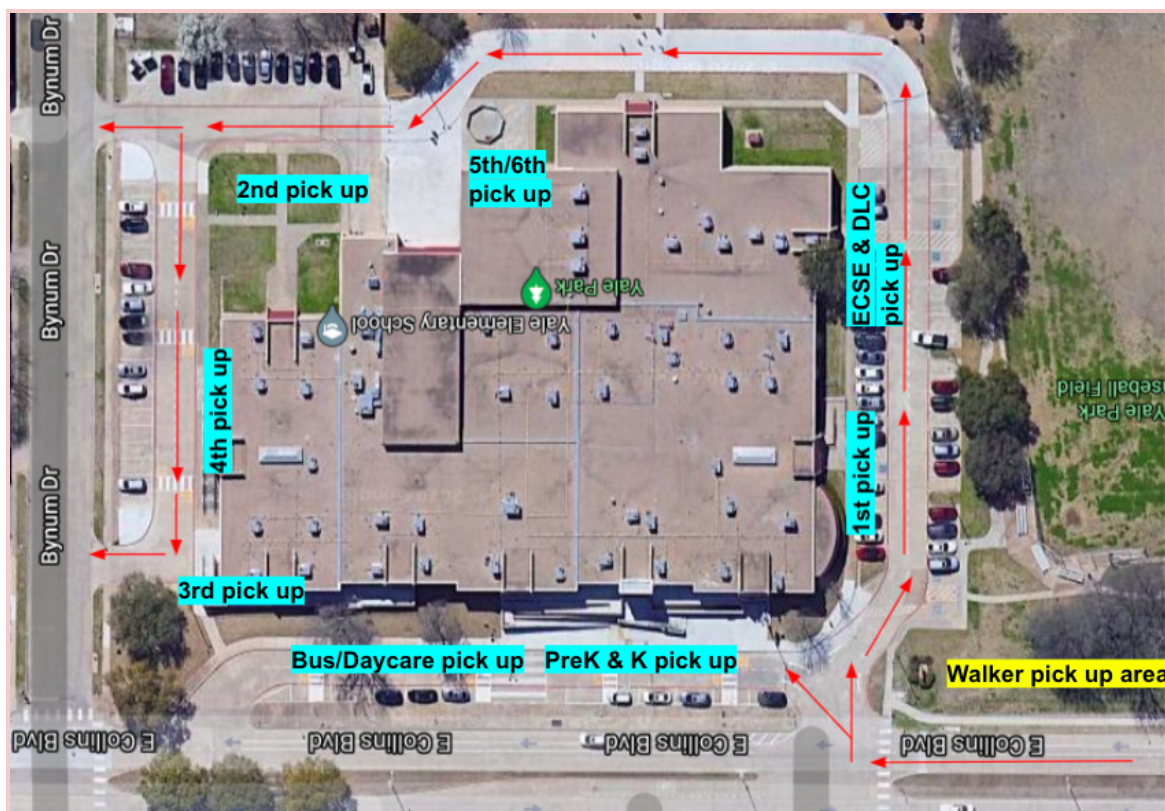 Bynum Dr
5th/6th
pick up
2nd pick up
ECSE & DLC
pick up
Yale Park
Yale Elementary School
Bynum Dr
Yale Park
seball Field
4th pick up
1st pick up
Bynum Dr
3rd pick up
Bus/Daycare pick up
PreK & K pick up
Walker pick up area
E Collins Blvd
E Collins Blvd
E Collins Blvd
E Collins Blvd